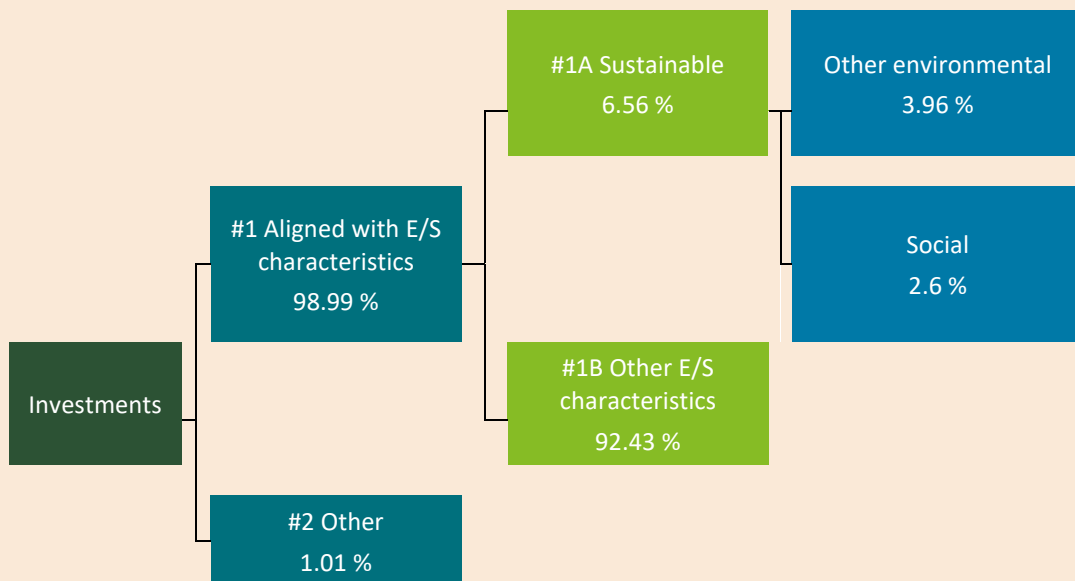 #1A Sustainable
6.56 %
Other environmental
3.96 %
#1 Aligned with E/S
characteristics
98.99 %
Social
2.6 %
Investments
#1B Other E/S
characteristics
92.43 %
#2 Other
1.01 %